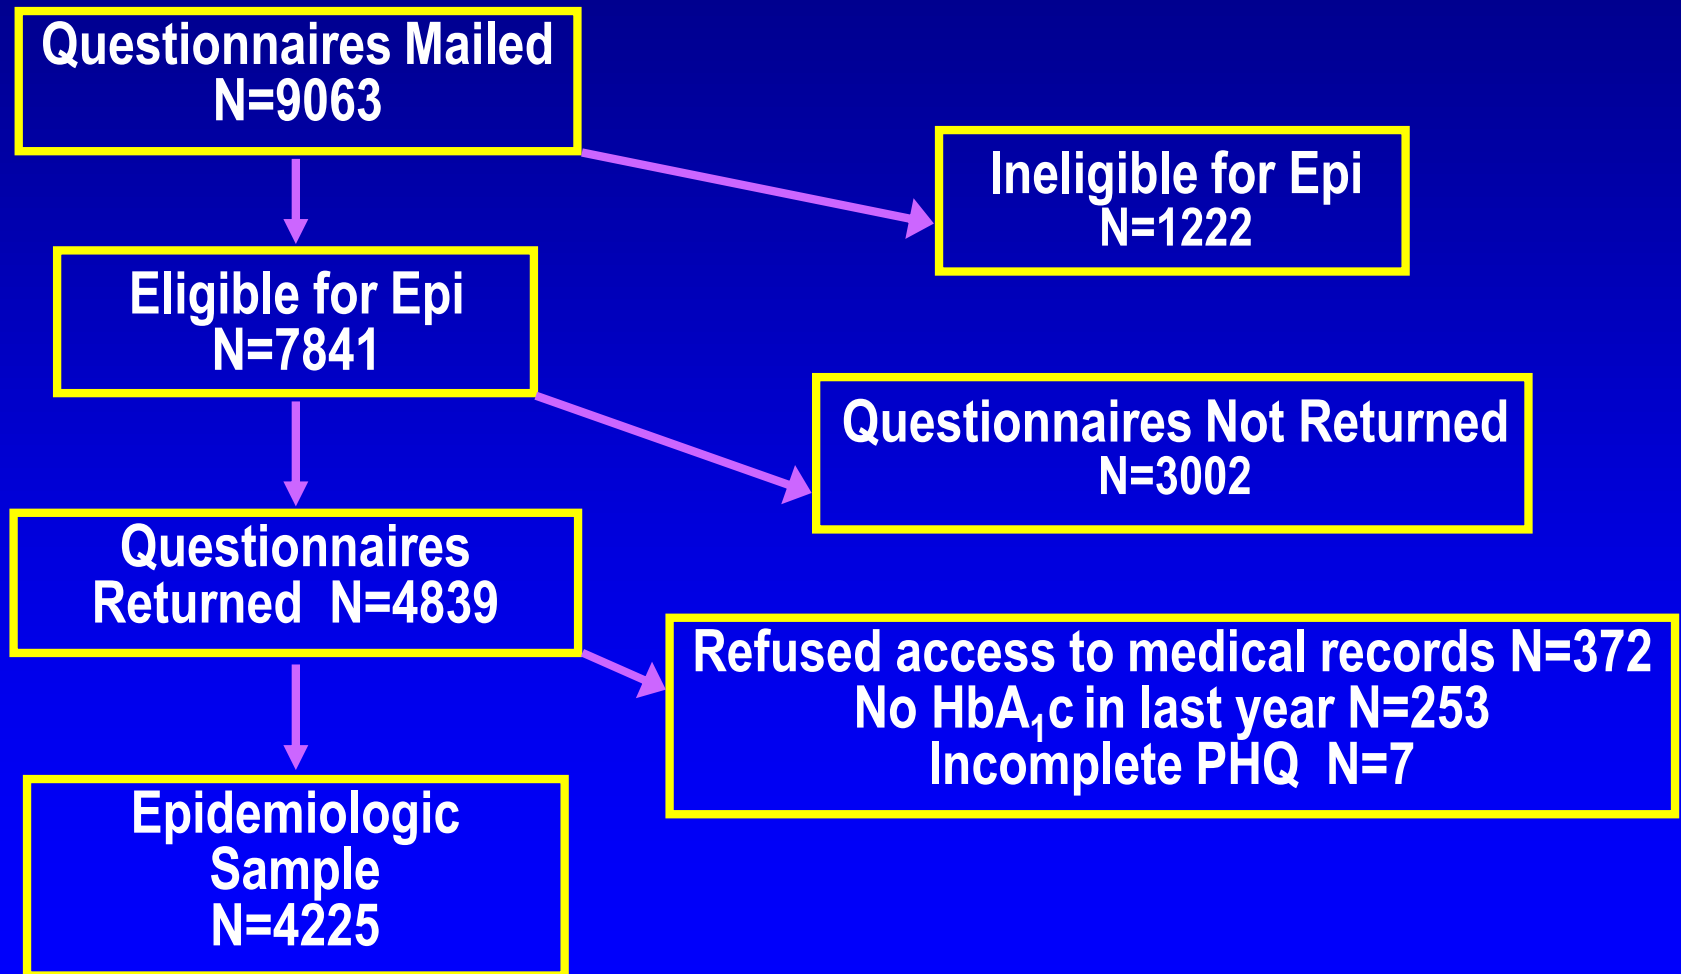 Questionnaires Mailed
N=9063
Ineligible for Epi
N=1222
Eligible for Epi
N=7841
Questionnaires Not Returned
N=3002
Questionnaires
Returned N=4839
Refused access to medical records N=372
No HbA₁c in last year N=253
Incomplete PHQ N=7
Epidemiologic
Sample
N=4225